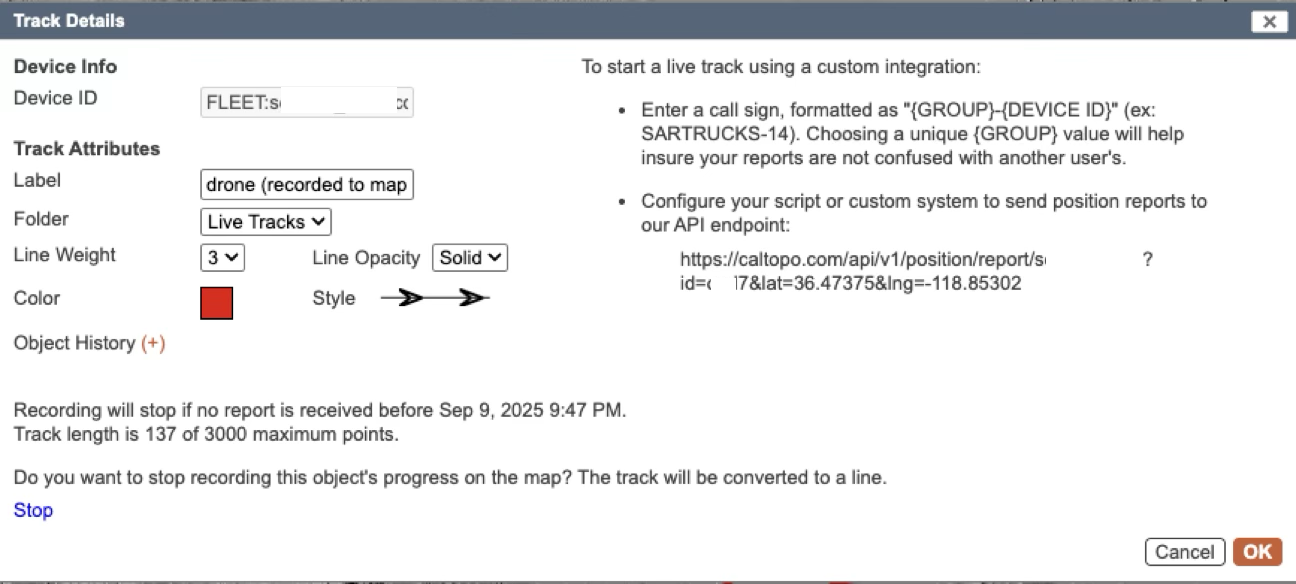 Track Details
Device Info
Device ID
FLEET:s
Track Attributes
Label
drone (recorded to map
Folder
Live Tracks
Line Weight
3
Line Opacity
Solid
Color
Style
Object History (+)
To start a live track using a custom integration:
• Enter a call sign, formatted as "{GROUP}-{DEVICE ID}" (ex:
SARTRUCKS-14). Choosing a unique {GROUP} value will help
insure your reports are not confused with another user's.
• Configure your script or custom system to send position reports to
our API endpoint:
https://caltopo.com/api/v1/position/report/s ?
id= 7&lat=36.47375&lng=-118.85302
Recording will stop if no report is received before Sep 9, 2025 9:47 PM.
Track length is 137 of 3000 maximum points.
Do you want to stop recording this object's progress on the map? The track will be converted to a line.
Stop
Cancel
OK